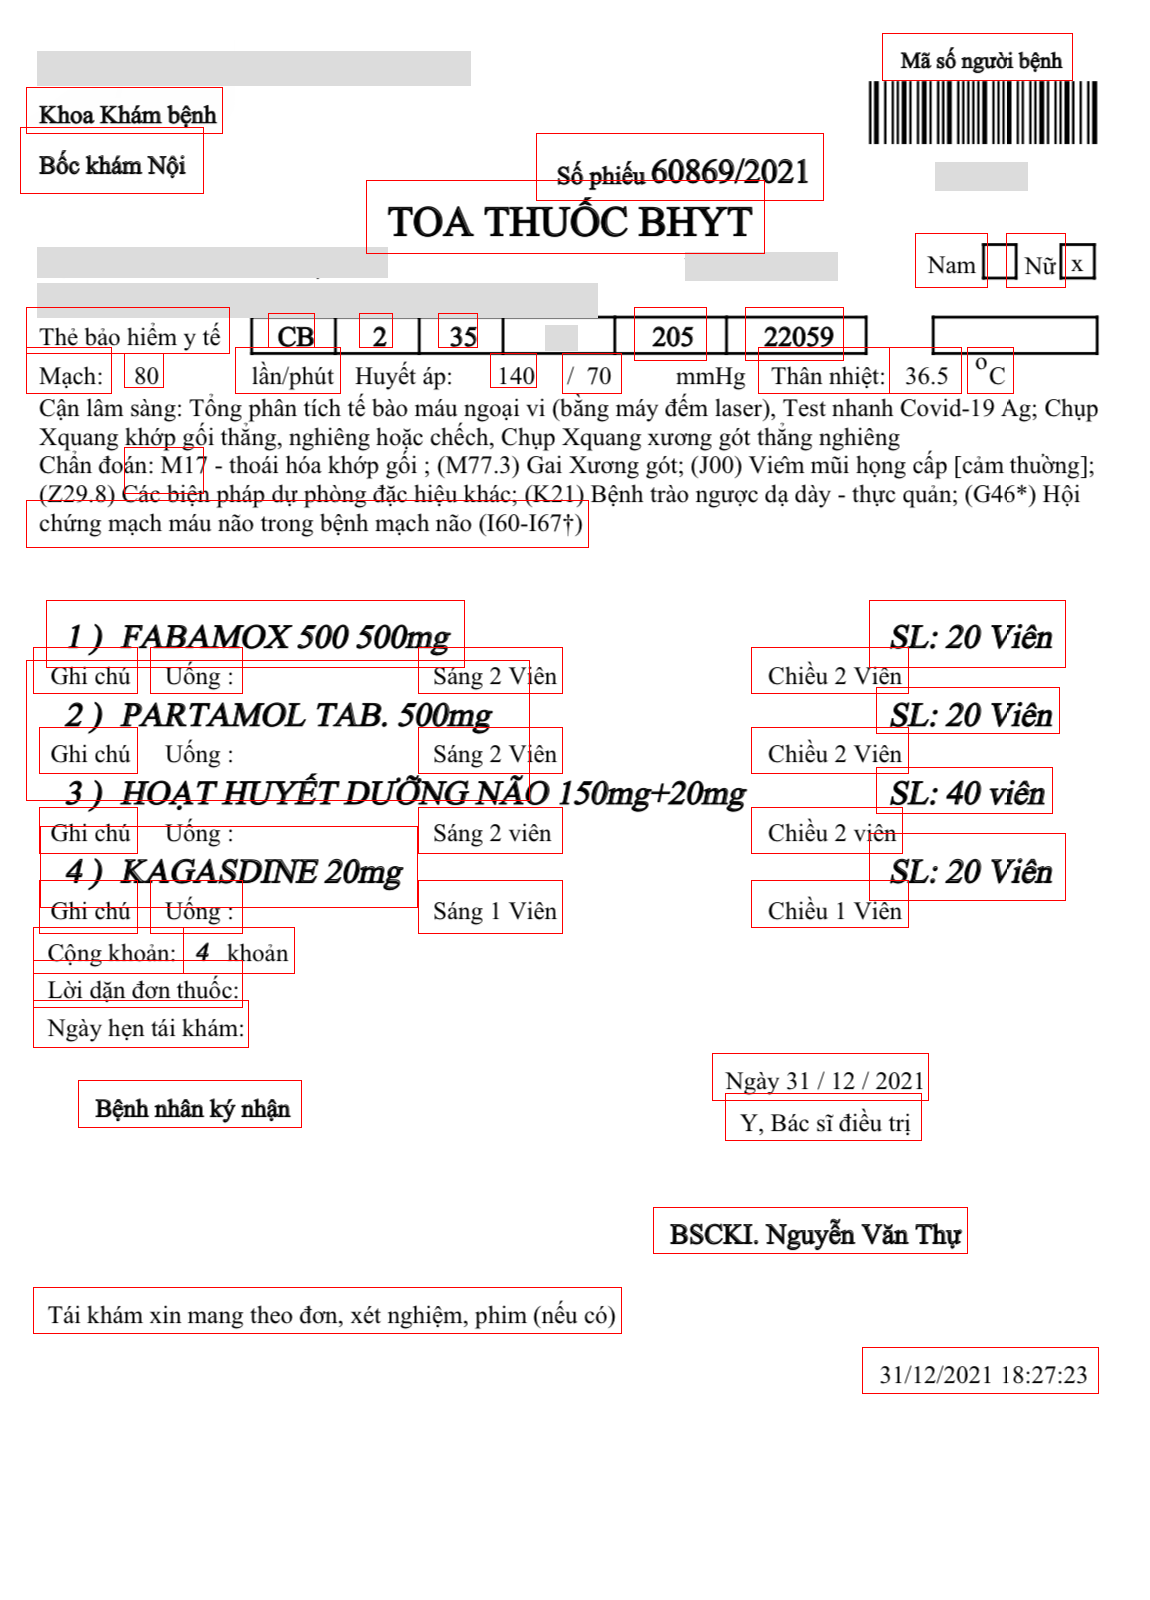 Mã số người bệnh
Khoa Khám bệnh
Bốc khám Nội
Số phiếu 60869/2021
TOA THUỐC BHYT
Nam Nữ x
Thẻ bảo hiểm y tế CB 2 35 205 22059
Mạch: 80 lần/phút Huyết áp: 140 / 70 mmHg Thân nhiệt: 36.5 oC
Cận lâm sàng: Tổng phân tích tế bào máu ngoại vi (bằng máy đếm laser), Test nhanh Covid-19 Ag; Chụp
Xquang khớp gối thẳng, nghiêng hoặc chếch, Chụp Xquang xương gót thẳng nghiêng
Chẩn đoán: M17 - thoái hóa khớp gối ; (M77.3) Gai Xương gót; (J00) Viêm mũi họng cấp [cảm thường];
(Z29.8) Các biện pháp dự phòng đặc hiệu khác; (K21) Bệnh trào ngược dạ dày - thực quản; (G46*) Hội
chứng mạch máu não trong bệnh mạch não (I60-I67†)
1 ) FABAMOX 500 500mg SL: 20 Viên
Ghi chú Uống : Sáng 2 Viên Chiều 2 Viên
2 ) PARTAMOL TAB. 500mg SL: 20 Viên
Ghi chú Uống : Sáng 2 Viên Chiều 2 Viên
3 ) HOẠT HUYẾT DƯỠNG NÃO 150mg+20mg SL: 40 viên
Ghi chú Uống : Sáng 2 viên Chiều 2 viên
4 ) KAGASDINE 20mg SL: 20 Viên
Ghi chú Uống : Sáng 1 Viên Chiều 1 Viên
Cộng khoản: 4 khoản
Lời dặn đơn thuốc:
Ngày hẹn tái khám:
Ngày 31 / 12 / 2021
Bệnh nhân ký nhận
Y, Bác sĩ điều trị
BSCKI. Nguyễn Văn Thự
Tái khám xin mang theo đơn, xét nghiệm, phim (nếu có)
31/12/2021 18:27:23